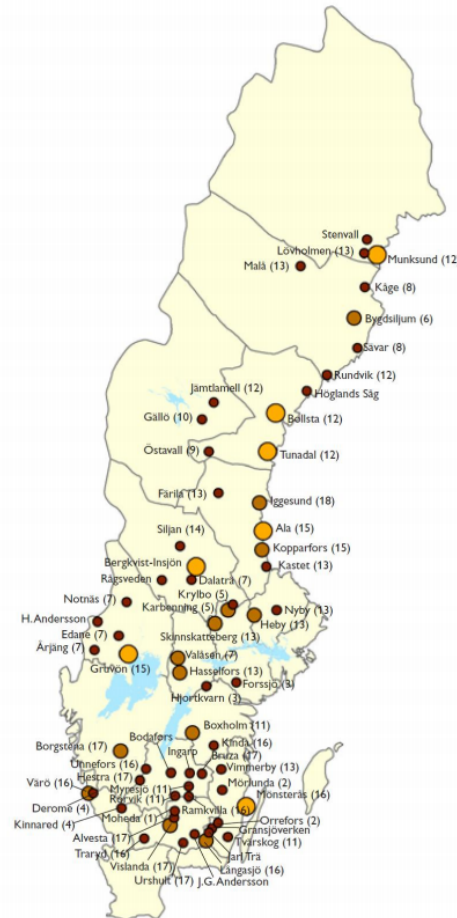 Stenvall
Lövholmen (13)
Munksund (12
Malå (13)
Kåge (8)
Bygdsiljum (6)
Sävar (8)
Rundvik (12)
Jämtlamell (12)
Höglands Såg
Gällö (10)
Bollsta (12)
Östavall (9)
Tunadal (12)
Färila (13)
Iggesund (18)
Ala (15)
Siljan (14)
Kopparfors (15)
Bergkvist-Insjön
Kastet (13)
Rågsveden
Dalaträ (7)
Krylbo (5)
Notnäs (7)
Karbenning (5)
Nyby (13)
H. Andersson
Heby (13)
Edane (7)
Skinnskatteberg (13)
Årjäng (7)
Valåsen (7)
Gruvön (15)
Hasselfors (13)
Forssjö (3)
Hjortkvarn (3)
Boxholm (11)
Bodafors
Borgstena (17)
Kinda (16)
Ingarp
Unnefors (16)
Bruza (17)
Hestra (17)
Vimmerby (13)
Värö (16)
Myresjö (11)
Mörlunda (2)
Rörvik (11)
Mönsterås (16)
Derome (4)
Ramkvilla (16)
Kinnared (4)
Moheda (1)
Orrefors (2)
Gransjöverken
Alvesta (17)
Tvärskog (11)
Traryd (16)
Jarl Trä
Vislanda (17)
Långasjö (16)
Urshult (17)
J.G. Andersson